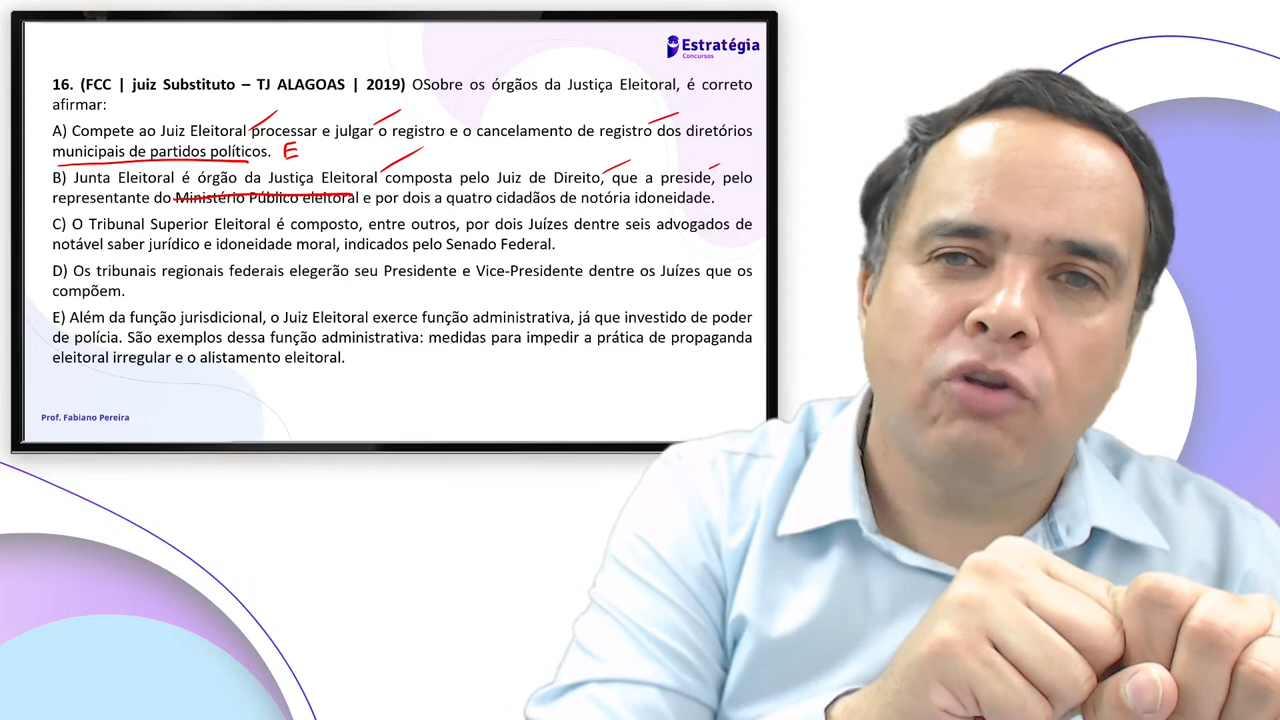 Estratégia
Concursos
16. (FCC | juiz Substituto – TJ ALAGOAS | 2019) OSobre os órgãos da Justiça Eleitoral, é correto
afirmar:
A) Compete ao Juiz Eleitoral processar e julgar o registro e o cancelamento de registro dos diretórios
municipais de partidos políticos. E
B) Junta Eleitoral é órgão da Justiça Eleitoral composta pelo Juiz de Direito, que a preside, pelo
representante do Ministério Público eleitoral e por dois a quatro cidadãos de notória idoneidade.
C) O Tribunal Superior Eleitoral é composto, entre outros, por dois Juízes dentre seis advogados de
notável saber jurídico e idoneidade moral, indicados pelo Senado Federal.
D) Os tribunais regionais federais elegerão seu Presidente e Vice-Presidente dentre os Juízes que os
compõem.
E) Além da função jurisdicional, o Juiz Eleitoral exerce função administrativa, já que investido de poder
de polícia. São exemplos dessa função administrativa: medidas para impedir a prática de propaganda
eleitoral irregular e o alistamento eleitoral.
Prof. Fabiano Pereira